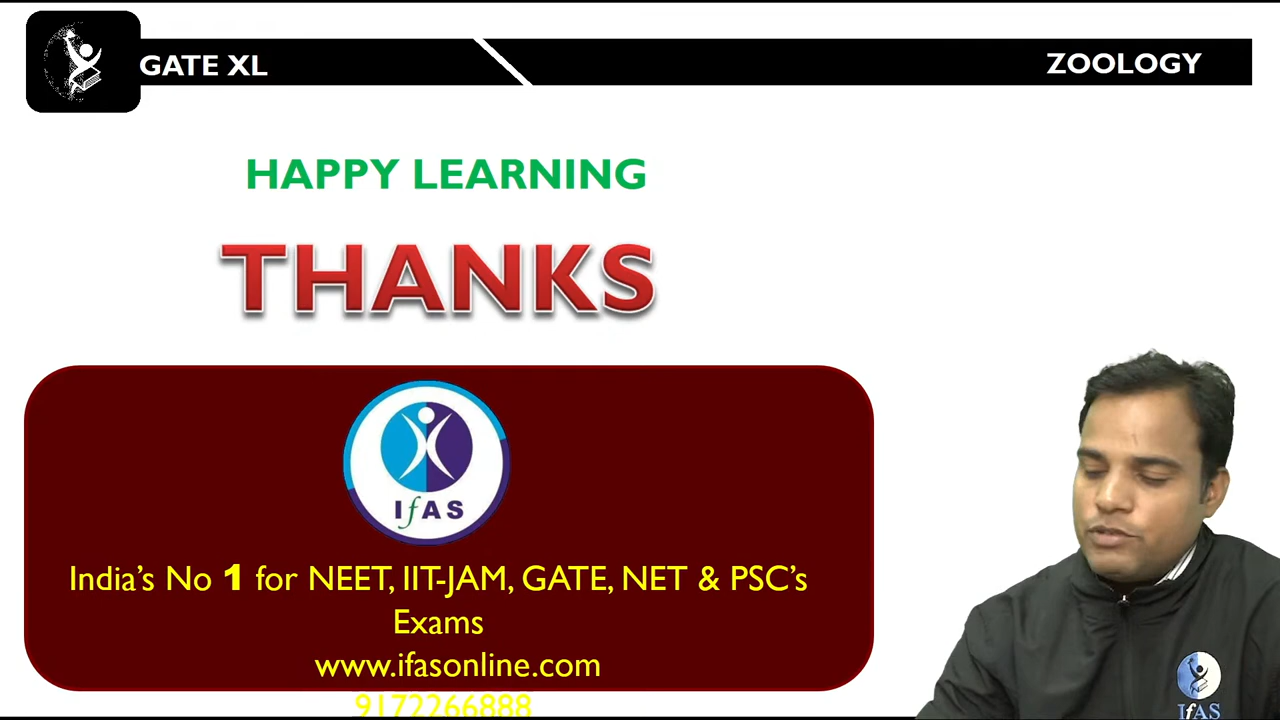 GATE XL
ZOOLOGY
HAPPY LEARNING
THANKS
IfAS
India's No 1 for NEET, IIT-JAM, GATE, NET & PSC's
Exams
www.ifasonline.com
9172266888
IfAS